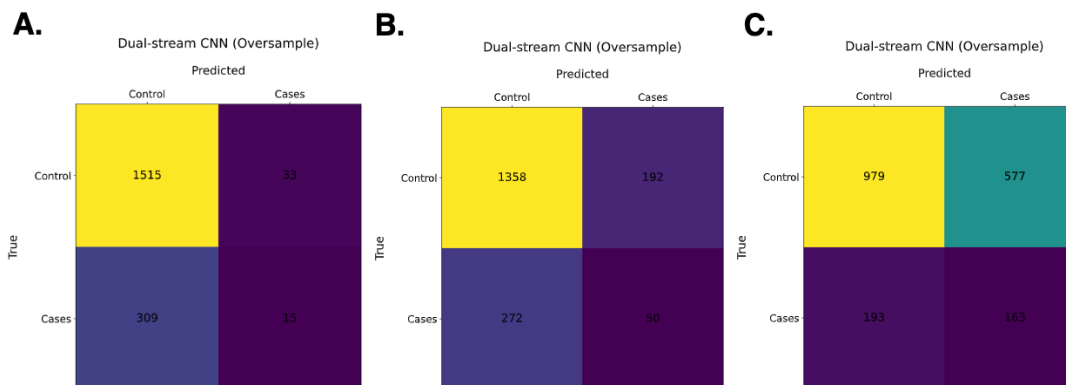 A.
Dual-stream CNN (Oversample)
Predicted
Control Cases
Control 1515 33
True
Cases 309 15
B.
Dual-stream CNN (Oversample)
Predicted
Control Cases
Control 1358 192
True
Cases 272 50
C.
Dual-stream CNN (Oversample)
Predicted
Control Cases
Control 979 577
True
Cases 193 163